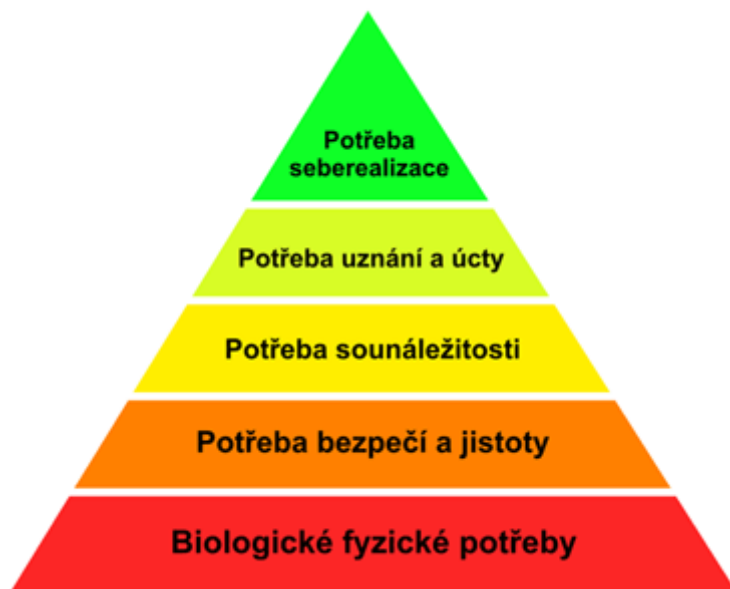 Potřeba
seberealizace
Potřeba uznání a úcty
Potřeba sounáležitosti
Potřeba bezpečí a jistoty
Biologické fyzické potřeby